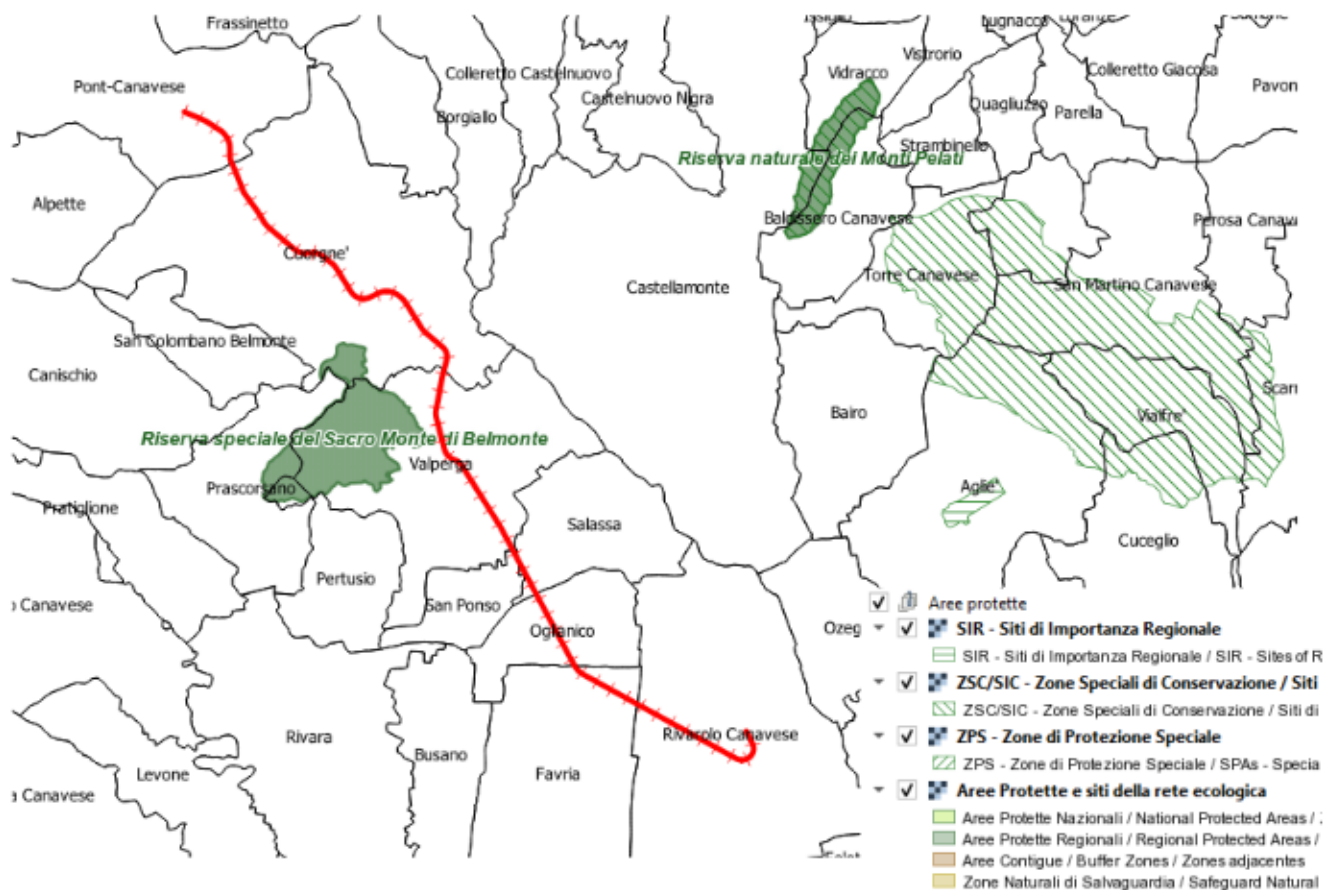 Frassinetto
Issiglio
Lugnacco
Loranze
Vistrorio
Pont-Canavese
Colleretto Castelnuovo
Vidracco
Colleretto Giacosa
Castelnuovo Nigra
Quagliuzzo
Pavon
Borgiallo
Parella
Strambinello
Riserva naturale dei Monti Pelati
Alpette
Baldissero Canavese
Perosa Canav
Cuorgne'
Torre Canavese
Castellamonte
San Martino Canavese
San Colombano Belmonte
Canischio
Scarm
Bairo
Vialfre'
Riserva speciale del Sacro Monte di Belmonte
Valperga
Prascorsano
Aglie'
Pratiglione
Salassa
Cuceglio
Pertusio
Canavese
San Ponso
Aree protette
Oglianico
Ozeg
SIR - Siti di Importanza Regionale
SIR - Siti di Importanza Regionale / SIR - Sites of R
ZSC/SIC - Zone Speciali di Conservazione / Siti
ZSC/SIC - Zone Speciali di Conservazione / Siti di
Rivara
Rivarolo Canavese
ZPS - Zone di Protezione Speciale
Busano
ZPS - Zone di Protezione Speciale / SPAs - Specia
Levone
Favria
Aree Protette e siti della rete ecologica
a Canavese
Aree Protette Nazionali / National Protected Areas /
Aree Protette Regionali / Regional Protected Areas /
Aree Contigue / Buffer Zones / Zones adjacentes
Zone Naturali di Salvaguardia / Safeguard Natural